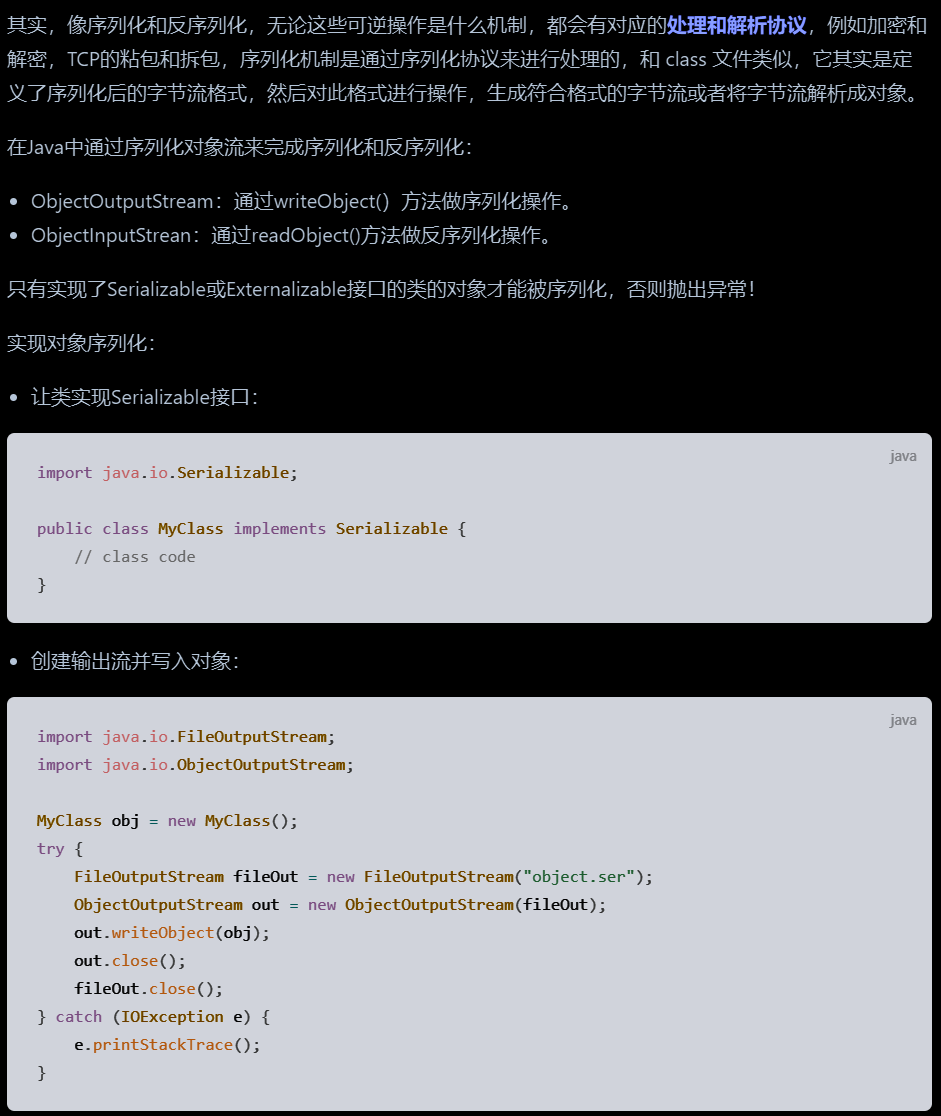 其实，像序列化和反序列化，无论这些可逆操作是什么机制，都会有对应的处理和解析协议，例如加密和
解密，TCP的粘包和拆包，序列化机制是通过序列化协议来进行处理的，和 class 文件类似，它其实是定
义了序列化后的字节流格式，然后对此格式进行操作，生成符合格式的字节流或者将字节流解析成对象。
在Java中通过序列化对象流来完成序列化和反序列化：
• ObjectOutputStream：通过writeObject(）方法做序列化操作。
• ObjectInputStrean：通过readObject()方法做反序列化操作。
只有实现了Serializable或Externalizable接口的类的对象才能被序列化，否则抛出异常！
实现对象序列化：
• 让类实现Serializable接口：
java
import java.io.Serializable;
public class MyClass implements Serializable {
    // class code
}
• 创建输出流并写入对象：
java
import java.io.FileOutputStream;
import java.io.ObjectOutputStream;
MyClass obj = new MyClass();
try {
    FileOutputStream fileOut = new FileOutputStream("object.ser");
    ObjectOutputStream out = new ObjectOutputStream(fileOut);
    out.writeObject(obj);
    out.close();
    fileOut.close();
} catch (IOException e) {
    e.printStackTrace();
}